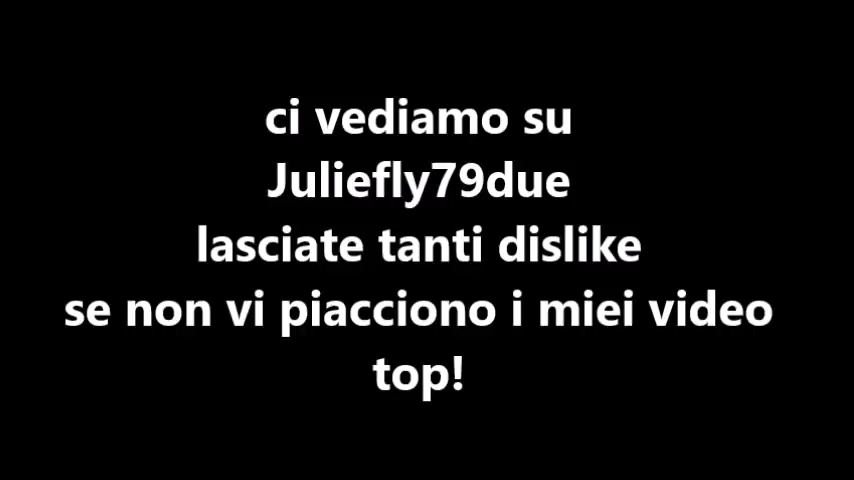 ci vediamo su
Juliefly79due
lasciate tanti dislike
se non vi piacciono i miei video
top!